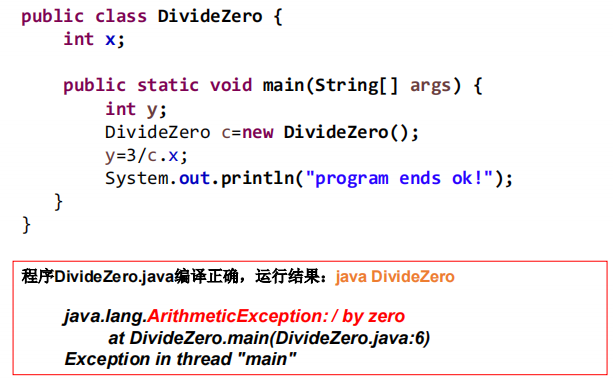 public class DivideZero {
int x;
public static void main(String[] args) {
int y;
DivideZero c=new DivideZero();
y=3/c.x;
System.out.println("program ends ok!");
}
}
程序DivideZero.java编译正确，运行结果：java DivideZero
java.lang.ArithmeticException: / by zero
at DivideZero.main(DivideZero.java:6)
Exception in thread "main"